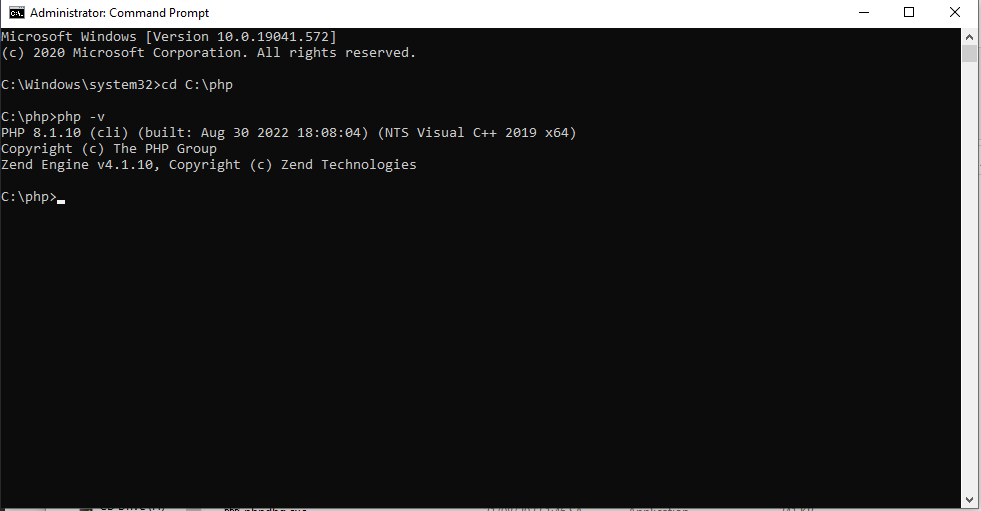 Administrator: Command Prompt
Microsoft Windows [Version 10.0.19041.572]
(c) 2020 Microsoft Corporation. All rights reserved.
C:\Windows\system32>cd C:\php
C:\php>php -v
PHP 8.1.10 (cli) (built: Aug 30 2022 18:08:04) (NTS Visual C++ 2019 x64)
Copyright (c) The PHP Group
Zend Engine v4.1.10, Copyright (c) Zend Technologies
C:\php>